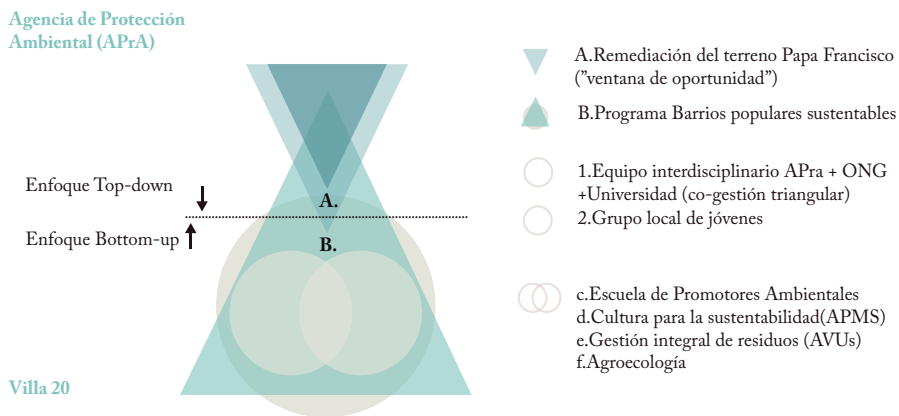 Agencia de Protección
Ambiental (APrA)
A.Remediación del terreno Papa Francisco
("ventana de oportunidad")
B.Programa Barrios populares sustentables
Enfoque Top-down
A.
Enfoque Bottom-up
B.
1.Equipo interdisciplinario APra + ONG
+Universidad (co-gestión triangular)
2.Grupo local de jóvenes
c.Escuela de Promotores Ambientales
d.Cultura para la sustentabilidad(APMS)
e.Gestión integral de residuos (AVUs)
f.Agroecología
Villa 20